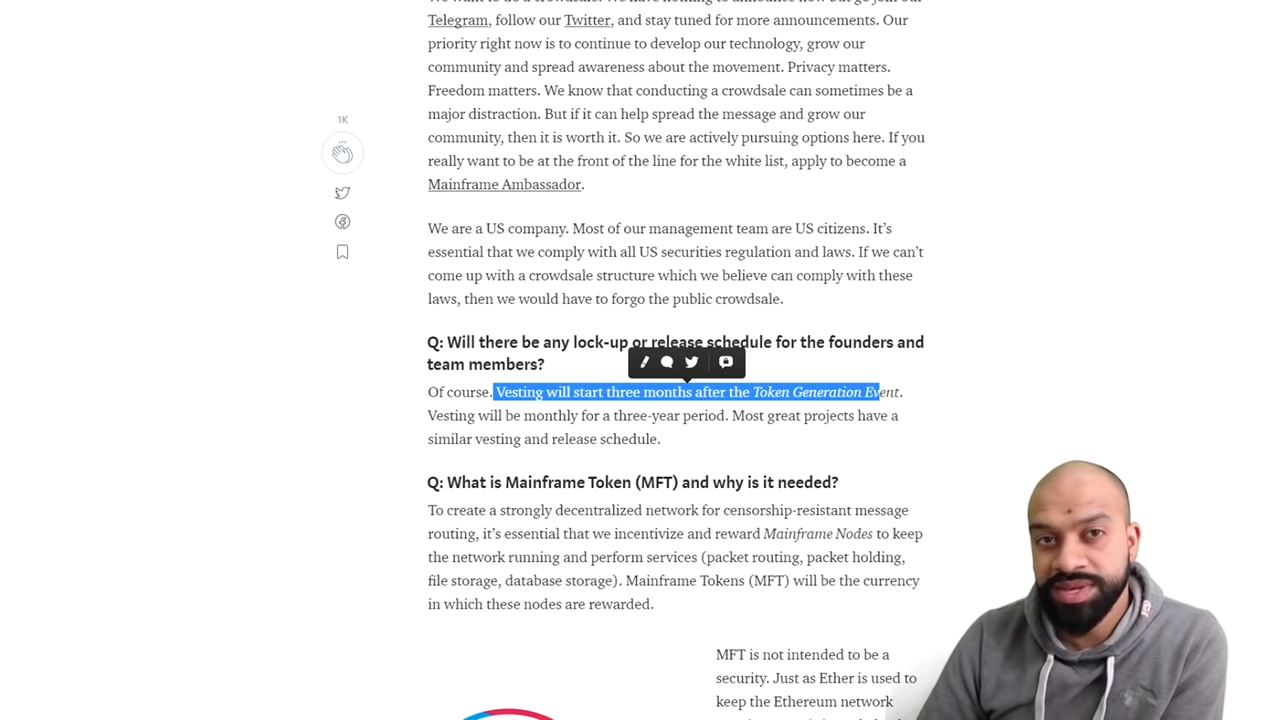 Telegram, follow our Twitter, and stay tuned for more announcements. Our
priority right now is to continue to develop our technology, grow our
community and spread awareness about the movement. Privacy matters.
Freedom matters. We know that conducting a crowdsale can sometimes be a
major distraction. But if it can help spread the message and grow our
community, then it is worth it. So we are actively pursuing options here. If you
really want to be at the front of the line for the white list, apply to become a
Mainframe Ambassador.
1K
We are a US company. Most of our management team are US citizens. It’s
essential that we comply with all US securities regulation and laws. If we can’t
come up with a crowdsale structure which we believe can comply with these
laws, then we would have to forgo the public crowdsale.
Q: Will there be any lock-up or release schedule for the founders and
team members?
Of course. Vesting will start three months after the Token Generation Event.
Vesting will be monthly for a three-year period. Most great projects have a
similar vesting and release schedule.
Q: What is Mainframe Token (MFT) and why is it needed?
To create a strongly decentralized network for censorship-resistant message
routing, it’s essential that we incentivize and reward Mainframe Nodes to keep
the network running and perform services (packet routing, packet holding,
file storage, database storage). Mainframe Tokens (MFT) will be the currency
in which these nodes are rewarded.
MFT is not intended to be a
security. Just as Ether is used to
keep the Ethereum network